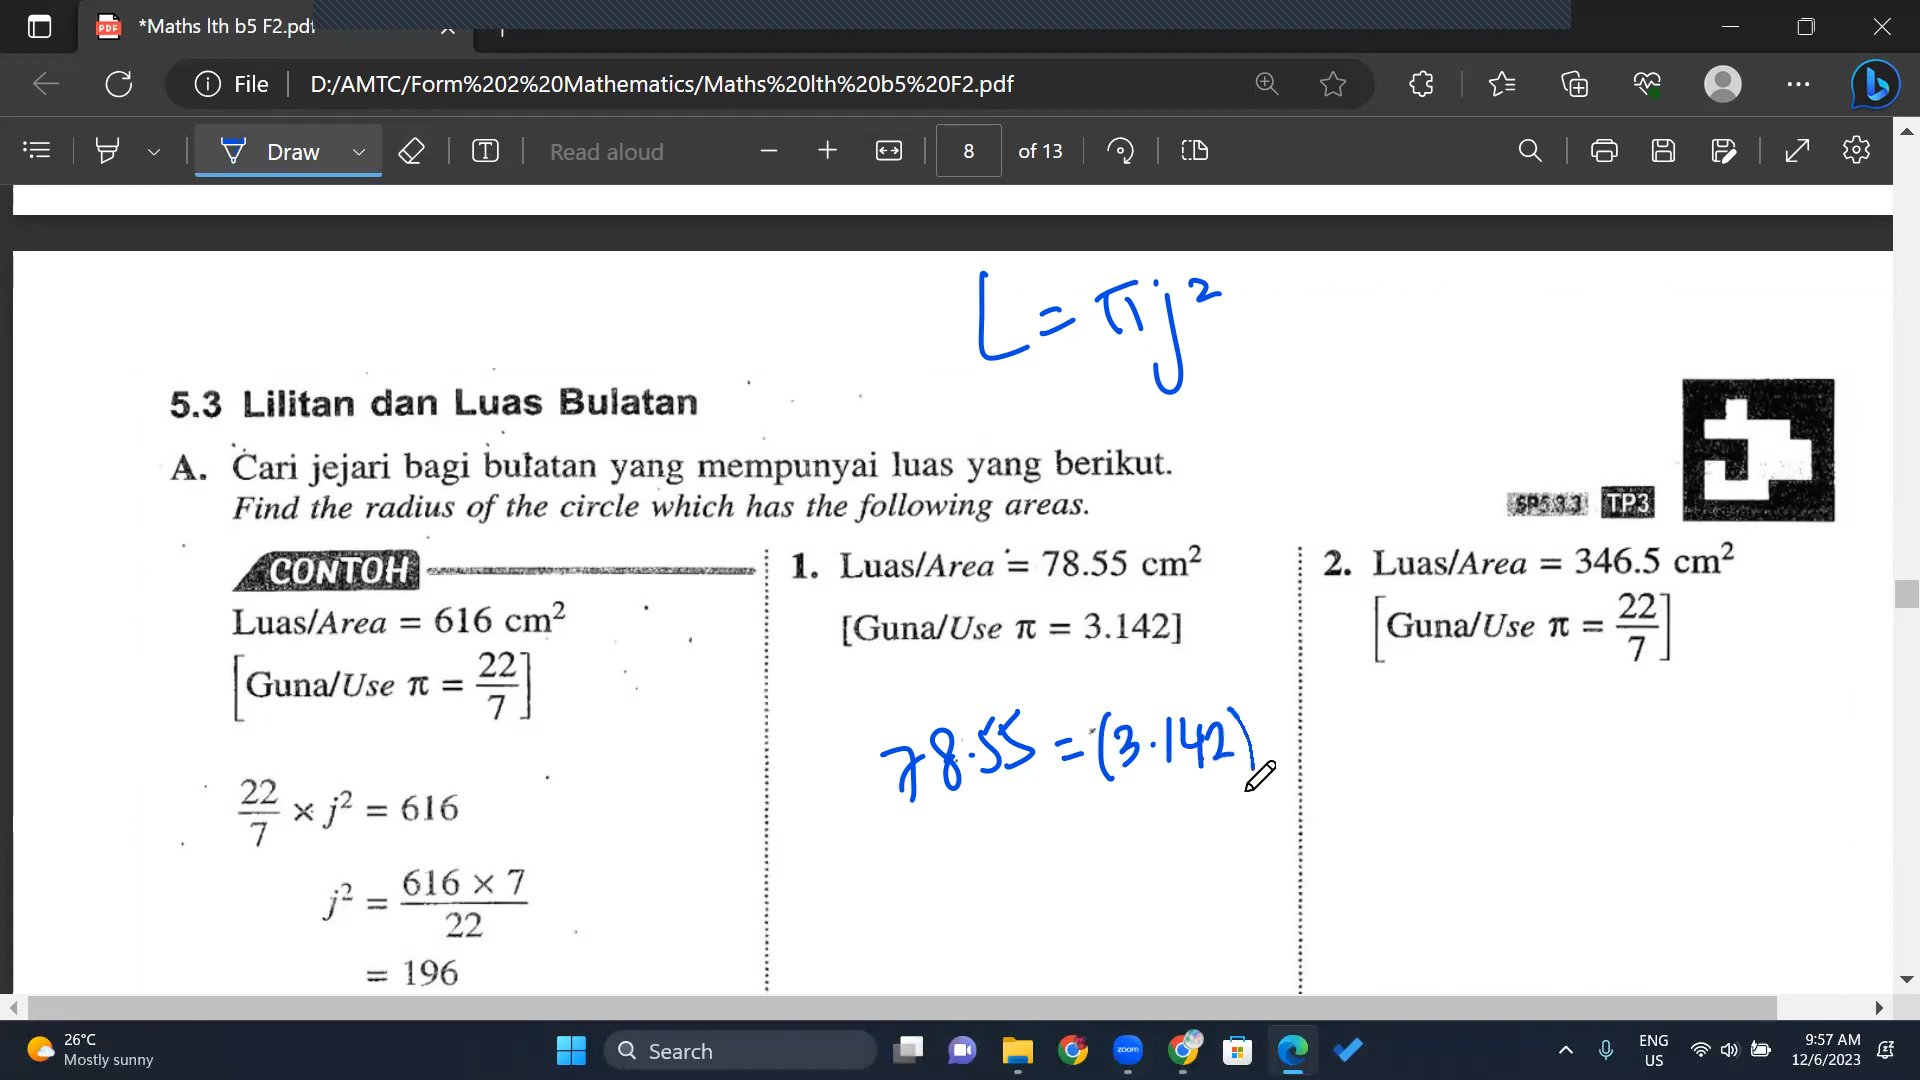 *Maths lth b5 F2.pdf
File
D:/AMTC/Form%202%20Mathematics/Maths%20lth%20b5%20F2.pdf
Draw
Read aloud
8 of 13
L = πj²
5.3 Lilitan dan Luas Bulatan
A. Cari jejari bagi bulatan yang mempunyai luas yang berikut.
Find the radius of the circle which has the following areas.
SP5.3.3 TP3
CONTOH
Luas/Area = 616 cm²
[Guna/Use π = 22/7]
22/7 × j² = 616
j² = 616 × 7/22
= 196
1. Luas/Area = 78.55 cm²
[Guna/Use π = 3.142]
78.55 = (3.142)
2. Luas/Area = 346.5 cm²
[Guna/Use π = 22/7]
26°C
Mostly sunny
Search
zoom
ENG
US
9:57 AM
12/6/2023